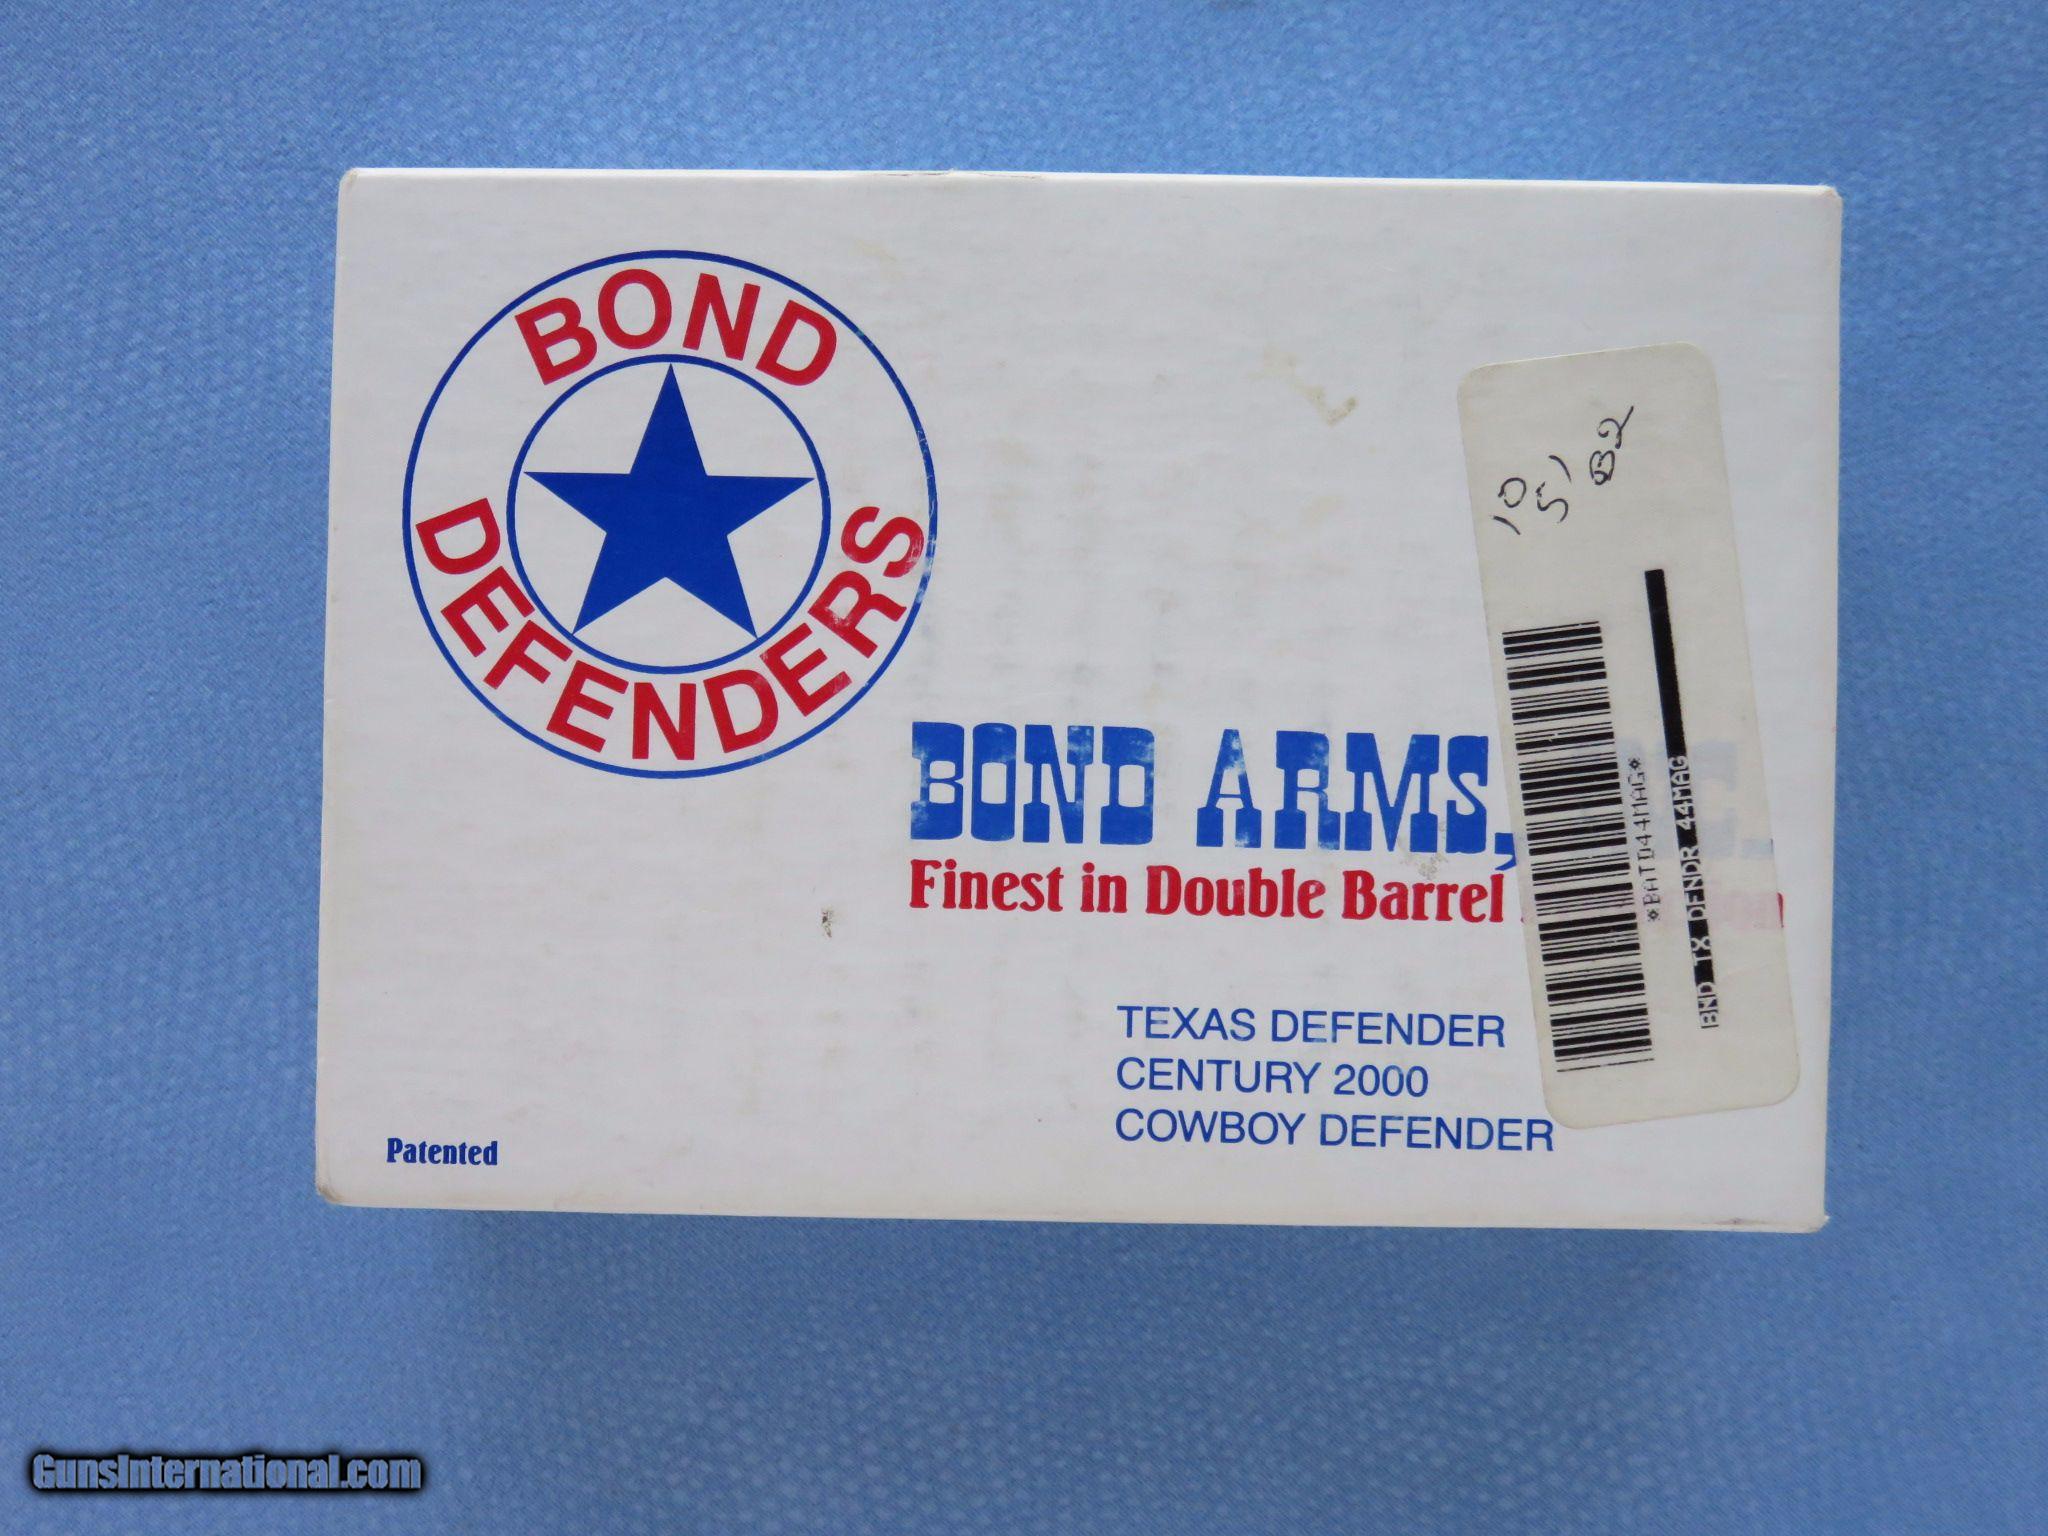 BOND
DEFENDERS
BOND ARMS,
Finest in Double Barrel
TEXAS DEFENDER
CENTURY 2000
COWBOY DEFENDER
Patented
10
51
B2
*BATD44MAG*
BND TX DFNDR 44MAG
GunsInternational.com